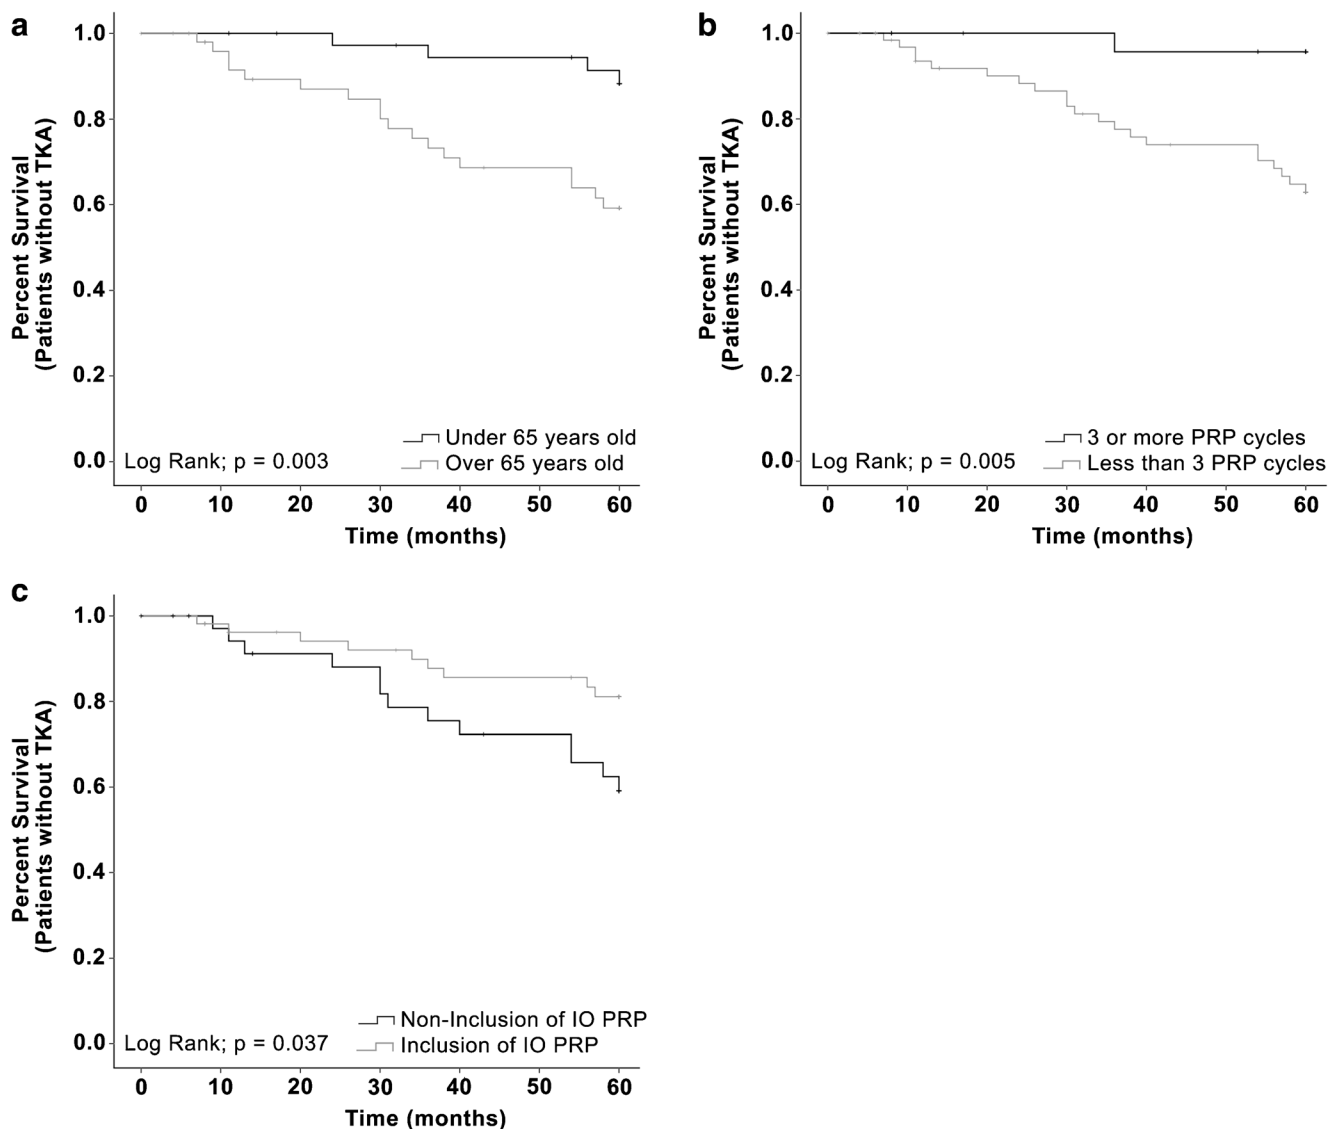 a
Percent Survival
(Patients without TKA)
1.0
0.8
0.6
0.4
0.2
0.0
Under 65 years old
Over 65 years old
Log Rank; p = 0.003
0 10 20 30 40 50 60
Time (months)
b
Percent Survival
(Patients without TKA)
1.0
0.8
0.6
0.4
0.2
0.0
3 or more PRP cycles
Less than 3 PRP cycles
Log Rank; p = 0.005
0 10 20 30 40 50 60
Time (months)
c
Percent Survival
(Patients without TKA)
1.0
0.8
0.6
0.4
0.2
0.0
Non-Inclusion of IO PRP
Inclusion of IO PRP
Log Rank; p = 0.037
0 10 20 30 40 50 60
Time (months)